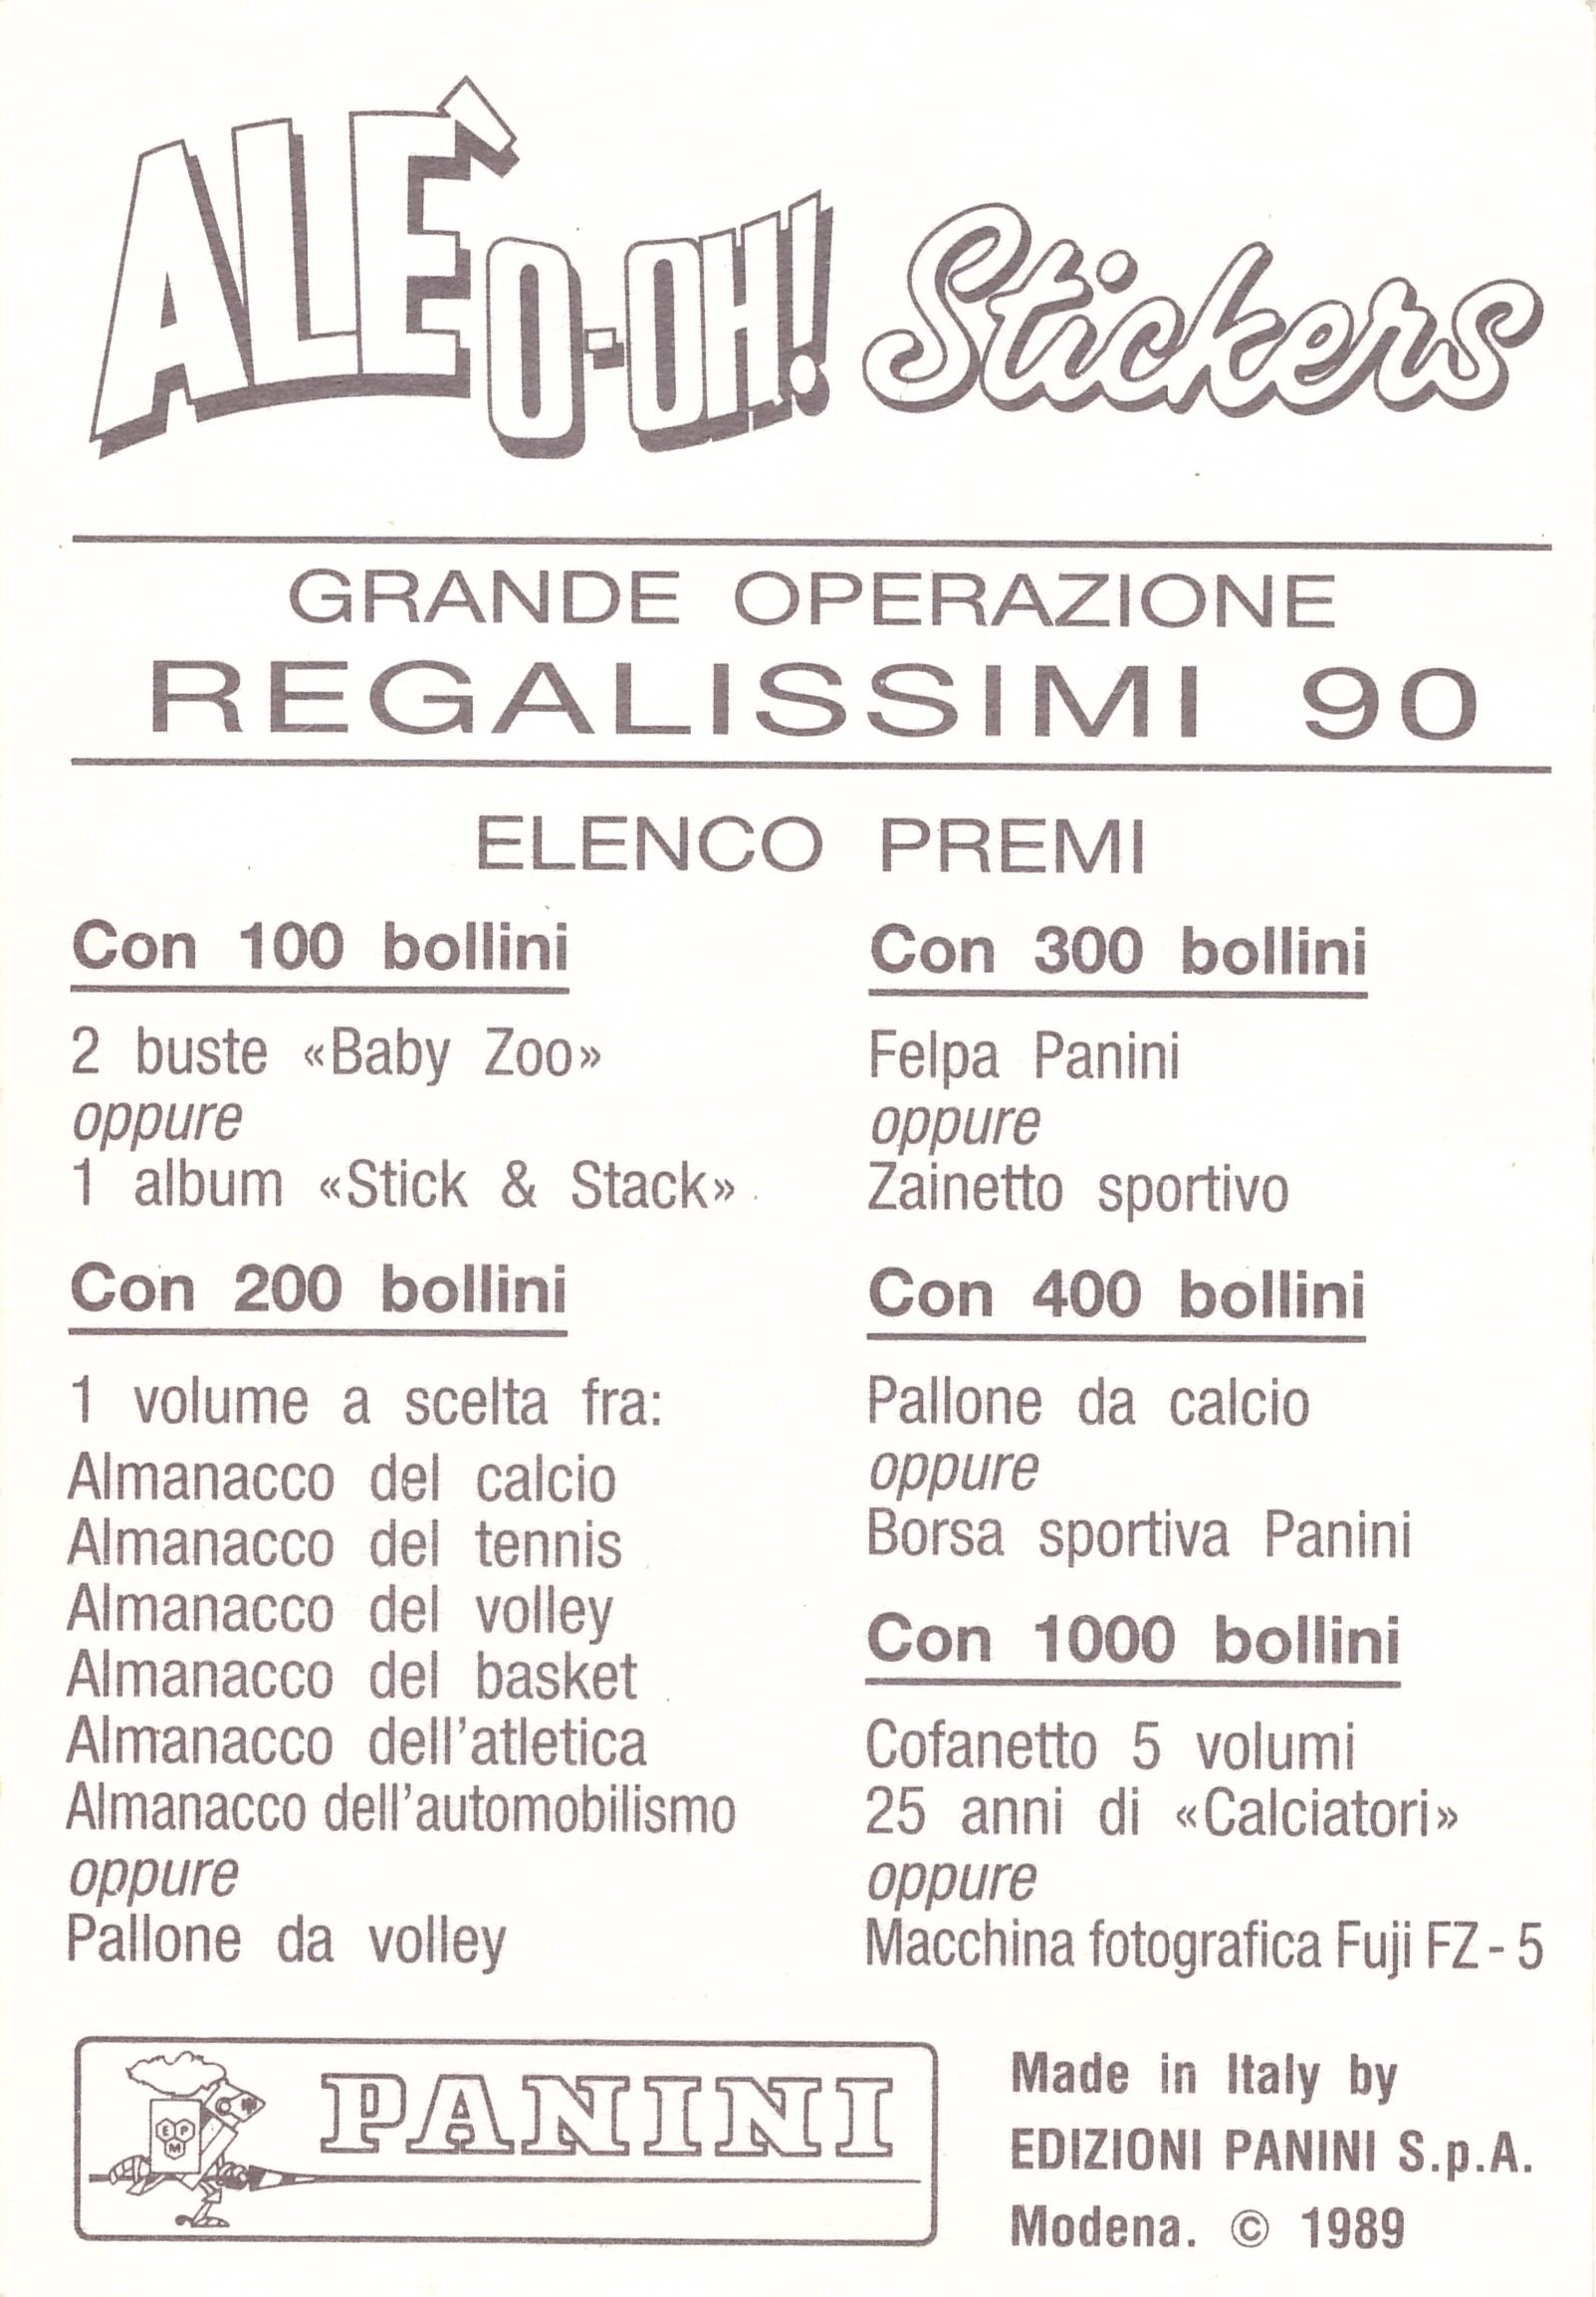 ALÈ O-OH! Stickers
GRANDE OPERAZIONE
REGALISSIMI 90
ELENCO PREMI
Con 100 bollini
2 buste «Baby Zoo»
oppure
1 album «Stick & Stack»
Con 200 bollini
1 volume a scelta fra:
Almanacco del calcio
Almanacco del tennis
Almanacco del volley
Almanacco del basket
Almanacco dell'atletica
Almanacco dell'automobilismo
oppure
Pallone da volley
Con 300 bollini
Felpa Panini
oppure
Zainetto sportivo
Con 400 bollini
Pallone da calcio
oppure
Borsa sportiva Panini
Con 1000 bollini
Cofanetto 5 volumi
25 anni di «Calciatori»
oppure
Macchina fotografica Fuji FZ-5
EPM
PANINI
Made in Italy by
EDIZIONI PANINI S.p.A.
Modena. © 1989